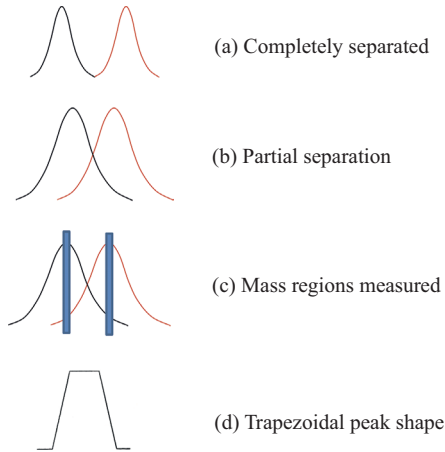 (a) Completely separated
(b) Partial separation
(c) Mass regions measured
(d) Trapezoidal peak shape